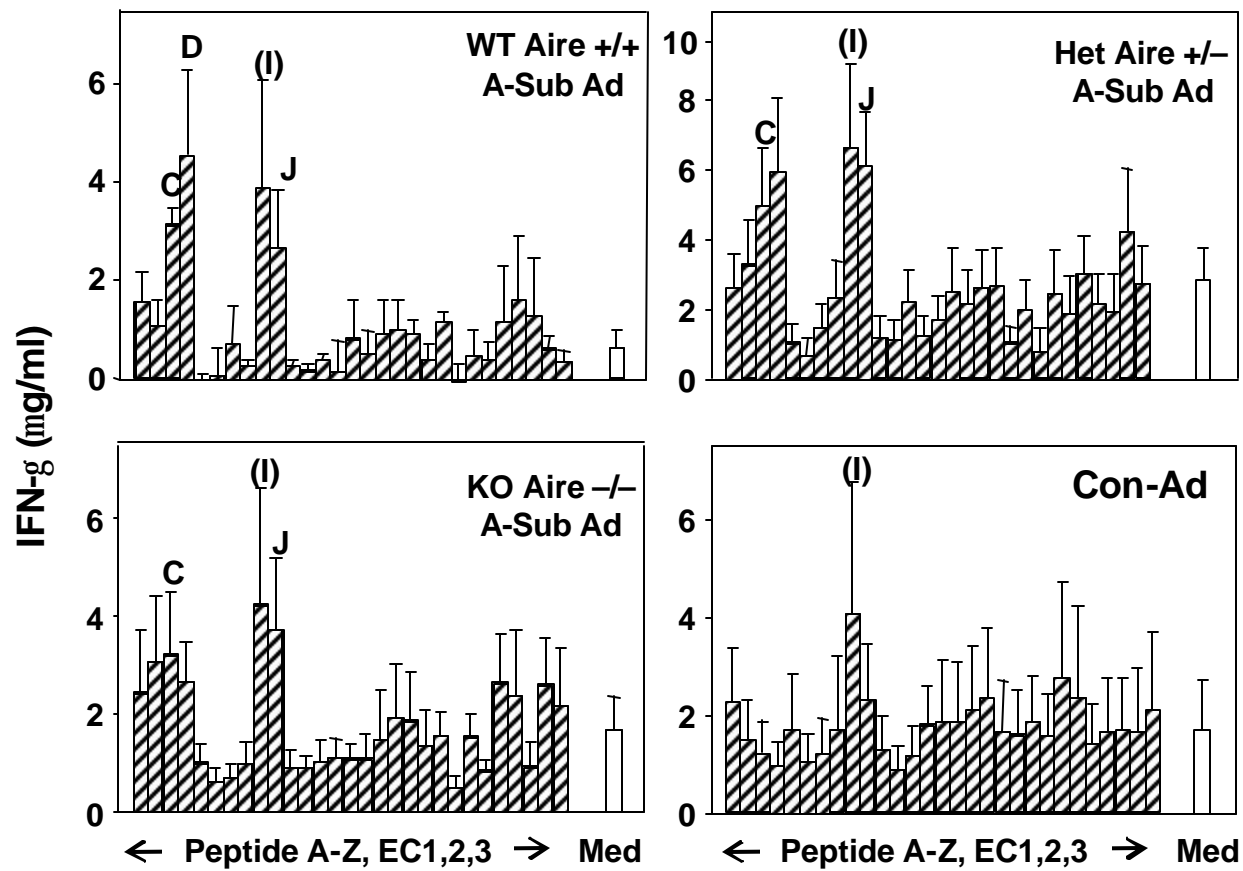 IFN-g (mg/ml)
WT Aire +/+
A-Sub Ad
D
(I)
C
J
6
4
2
0
Het Aire +/–
A-Sub Ad
(I)
J
C
10
8
6
4
2
0
KO Aire –/–
A-Sub Ad
(I)
J
C
6
4
2
0
← Peptide A-Z, EC1,2,3 → Med
Con-Ad
(I)
6
4
2
0
← Peptide A-Z, EC1,2,3 → Med